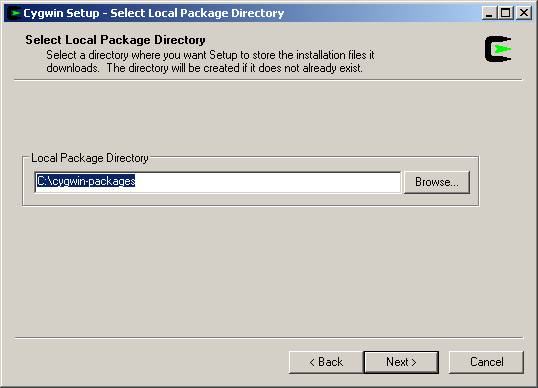 Cygwin Setup - Select Local Package Directory
Select Local Package Directory
Select a directory where you want Setup to store the installation files it
downloads. The directory will be created if it does not already exist.
Local Package Directory
C:\cygwin-packages
Browse...
< Back
Next >
Cancel